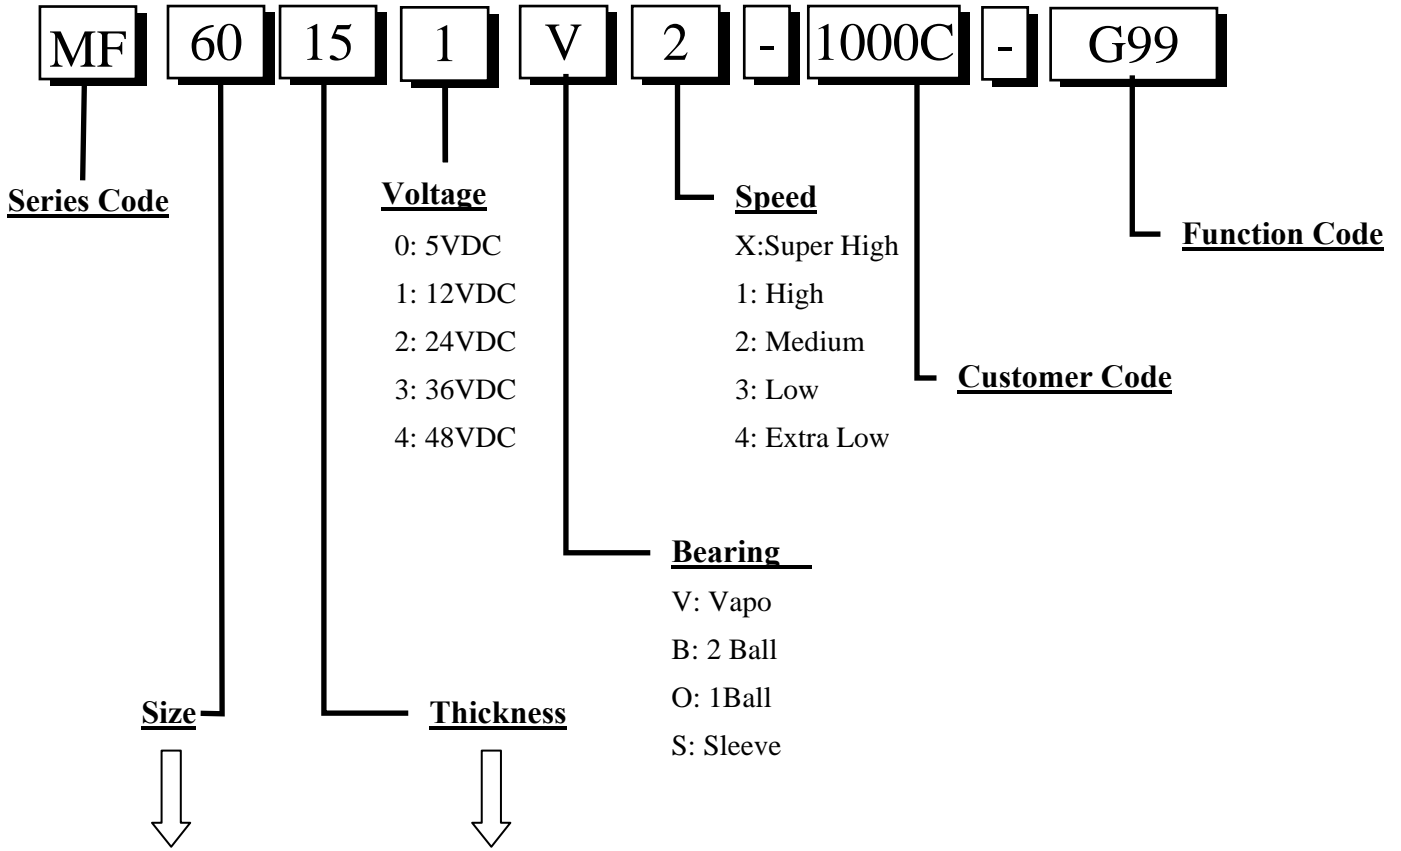 MF 60 15 1 V 2 - 1000C - G99
Series Code
Voltage
0: 5VDC
1: 12VDC
2: 24VDC
3: 36VDC
4: 48VDC
Speed
X:Super High
1: High
2: Medium
3: Low
4: Extra Low
Function Code
Customer Code
Bearing
V: Vapo
B: 2 Ball
O: 1Ball
S: Sleeve
Size
Thickness